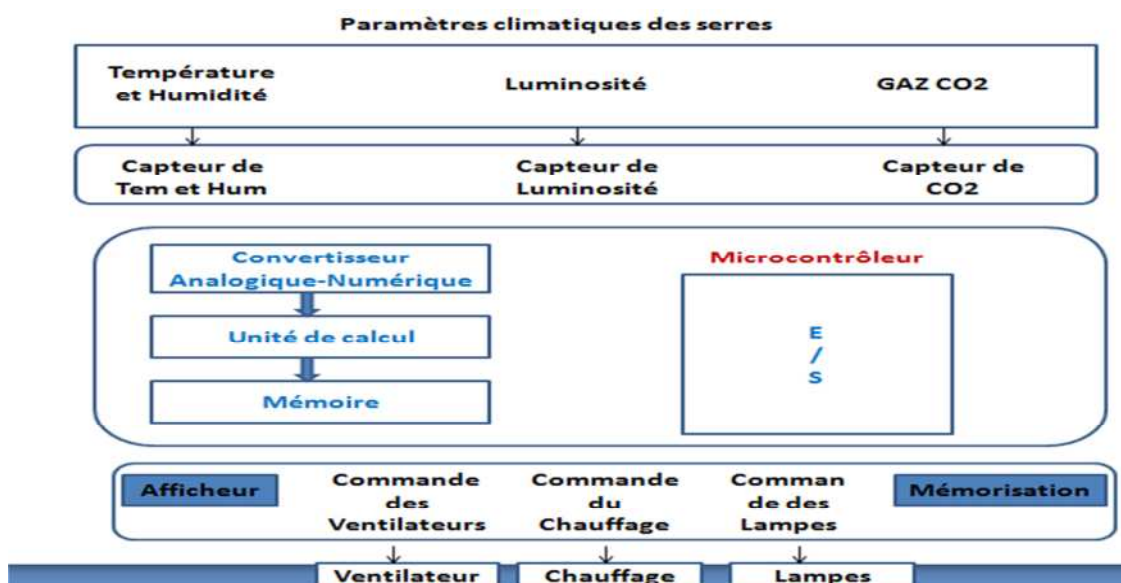 Paramètres climatiques des serres
Température
et Humidité
Luminosité
GAZ CO2
Capteur de
Tem et Hum
Capteur de
Luminosité
Capteur de
CO2
Convertisseur
Analogique-Numérique
Unité de calcul
Mémoire
Microcontrôleur
E
/
S
Afficheur
Commande
des
Ventilateurs
Commande
du
Chauffage
Comman
de des
Lampes
Mémorisation
Ventilateur
Chauffage
Lampes